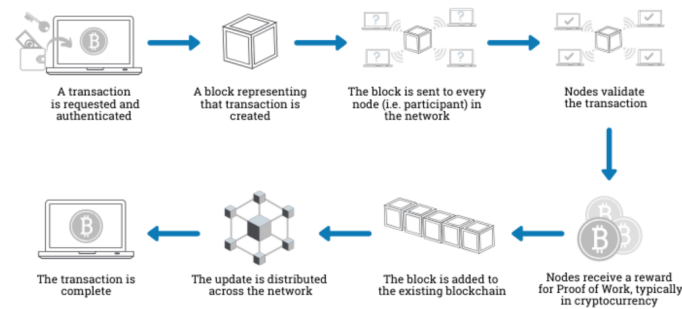 A transaction
is requested and
authenticated
A block representing
that transaction is
created
The block is sent to every
node (i.e. participant) in
the network
Nodes validate
the transaction
Nodes receive a reward
for Proof of Work, typically
in cryptocurrency
The block is added to
the existing blockchain
The update is distributed
across the network
The transaction is
complete